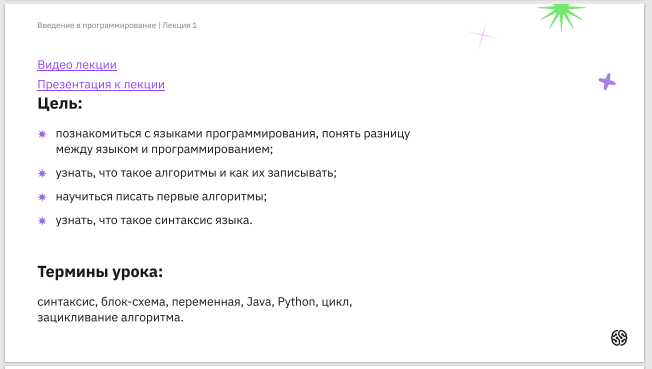 Введение в программирование | Лекция 1
Видео лекции
Презентация к лекции
Цель:
познакомиться с языками программирования, понять разницу
между языком и программированием;
узнать, что такое алгоритмы и как их записывать;
научиться писать первые алгоритмы;
узнать, что такое синтаксис языка.
Термины урока:
синтаксис, блок-схема, переменная, Java, Python, цикл,
зацикливание алгоритма.